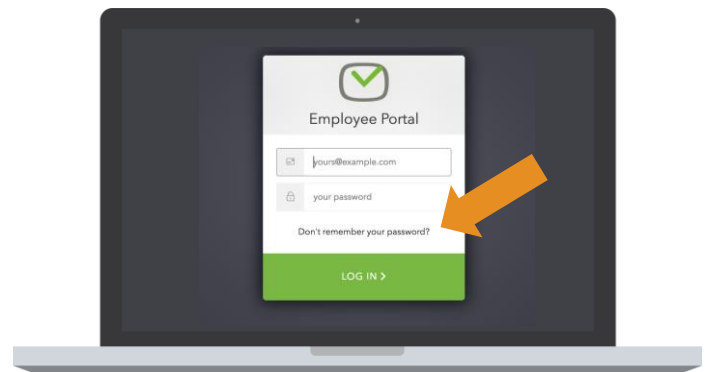 Employee Portal
yours@example.com
your password
Don't remember your password?
LOG IN >